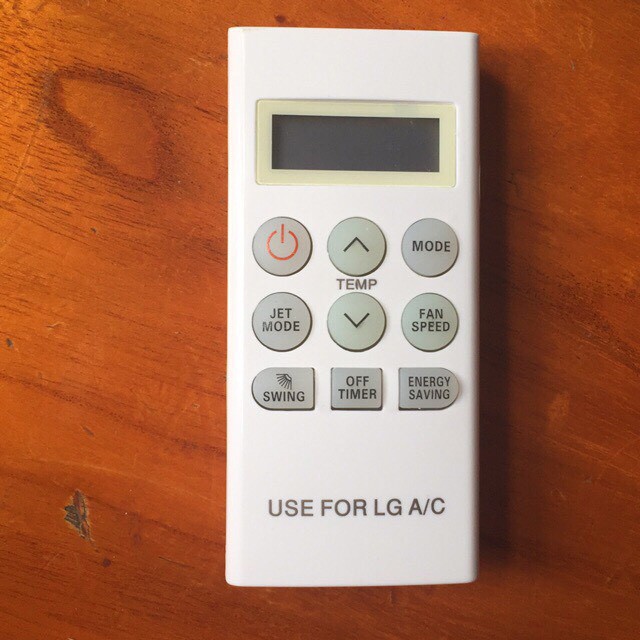 MODE
TEMP
JET
MODE
FAN
SPEED
SWING
OFF
TIMER
ENERGY
SAVING
USE FOR LG A/C